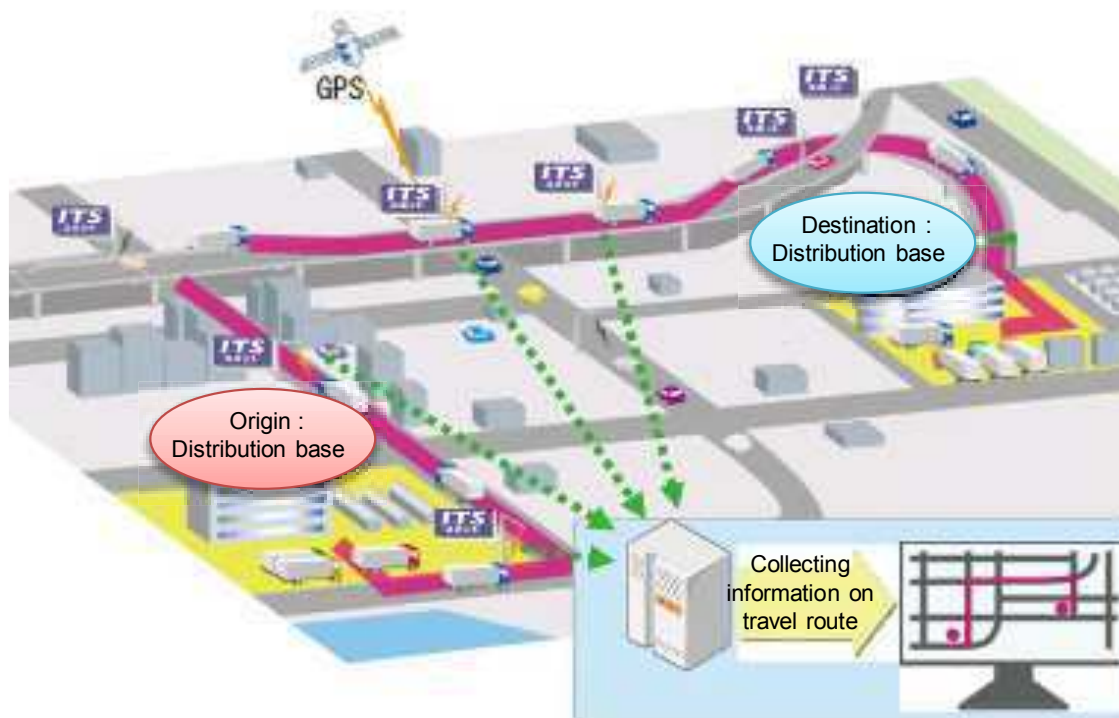 GPS
ITS
ITS
ITS
ITS
ITS
Destination :
Distribution base
ITS
Origin :
Distribution base
ITS
Collecting
information on
travel route